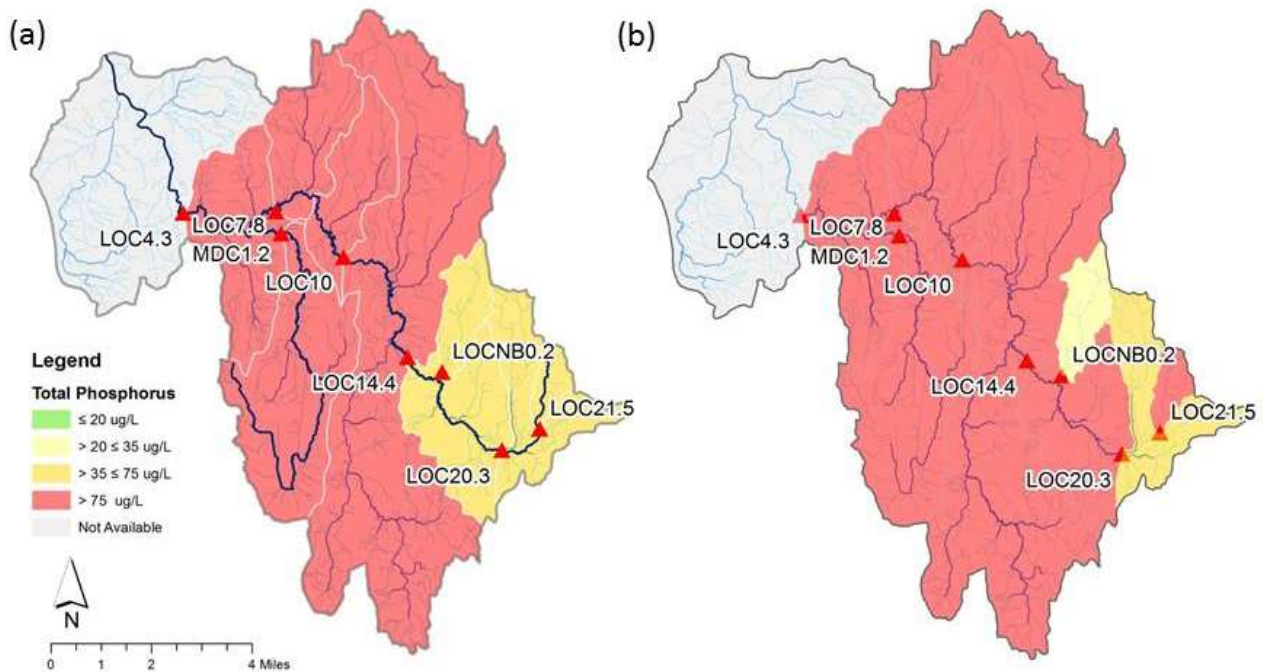 (a)
LOC4.3
LOC7.8
MDC1.2
LOC10
LOC14.4
LOCNB0.2
LOC21.5
LOC20.3
Legend
Total Phosphorus
≤ 20 ug/L
> 20 ≤ 35 ug/L
> 35 ≤ 75 ug/L
> 75 ug/L
Not Available
N
0 1 2 4 Miles
(b)
LOC4.3
LOC7.8
MDC1.2
LOC10
LOC14.4
LOCNB0.2
LOC21.5
LOC20.3